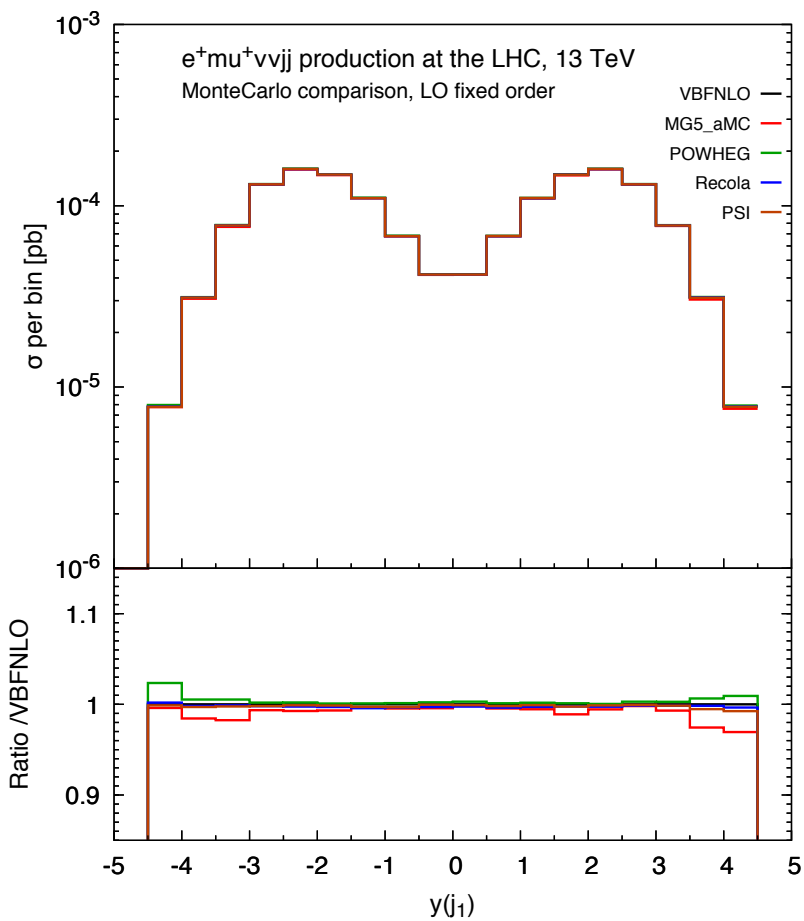 10⁻³
e⁺mu⁺vvjj production at the LHC, 13 TeV
MonteCarlo comparison, LO fixed order
VBFNLO
MG5_aMC
POWHEG
Recola
PSI
10⁻⁴
σ per bin [pb]
10⁻⁵
10⁻⁶
1.1
Ratio /VBFNLO
1
0.9
-5 -4 -3 -2 -1 0 1 2 3 4 5
y(j₁)